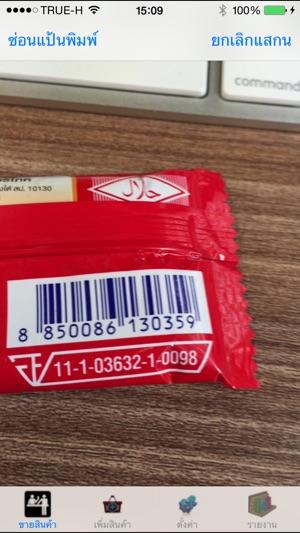 TRUE-H 15:09 100%
ซ่อนแป้นพิมพ์ ยกเลิกแสกน
command
สป. 10130
حلال
8 850086 130359
11-1-03632-1-0098
ขายสินค้า เพิ่มสินค้า ตั้งค่า รายงาน